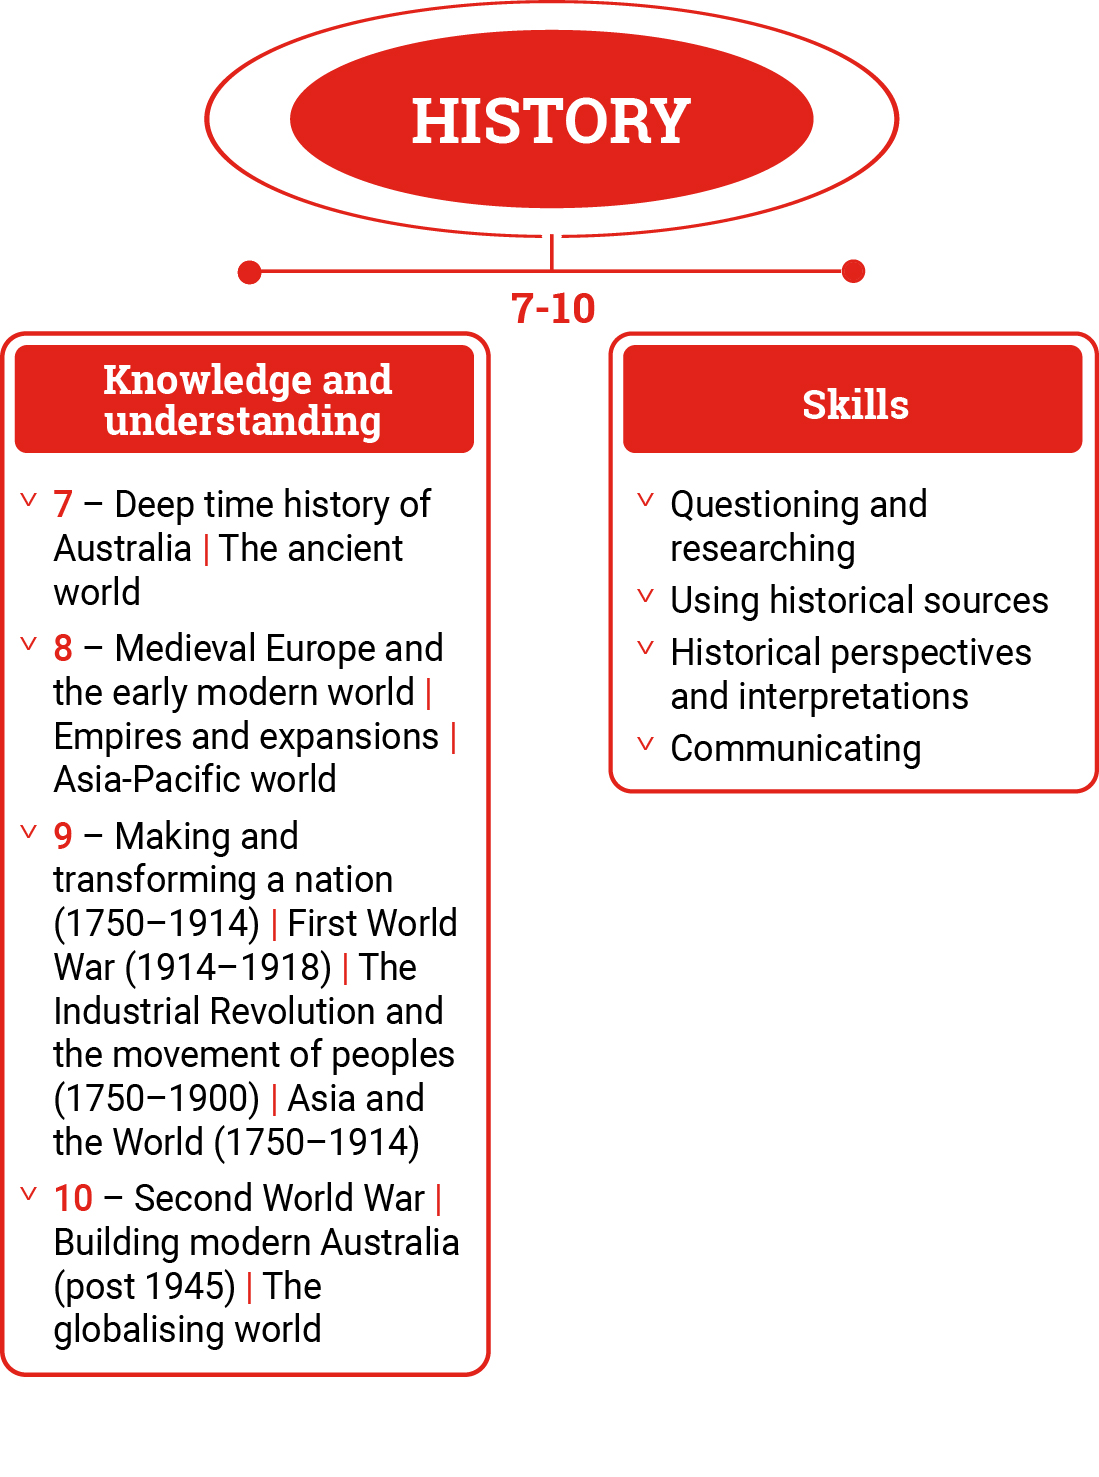 HISTORY
7-10
Knowledge and
understanding
7 – Deep time history of
Australia | The ancient
world
8 – Medieval Europe and
the early modern world |
Empires and expansions |
Asia-Pacific world
9 – Making and
transforming a nation
(1750–1914) | First World
War (1914–1918) | The
Industrial Revolution and
the movement of peoples
(1750–1900) | Asia and
the World (1750–1914)
10 – Second World War |
Building modern Australia
(post 1945) | The
globalising world
Skills
Questioning and
researching
Using historical sources
Historical perspectives
and interpretations
Communicating